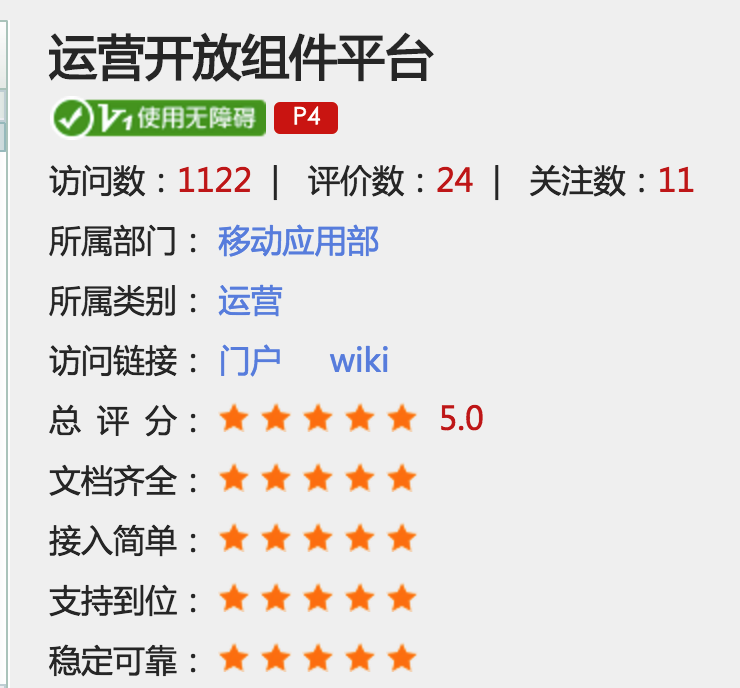 运营开放组件平台
V1 使用无障碍 P4
访问数：1122 | 评价数：24 | 关注数：11
所属部门： 移动应用部
所属类别： 运营
访问链接： 门户 wiki
总 评 分： 5.0
文档齐全：
接入简单：
支持到位：
稳定可靠：